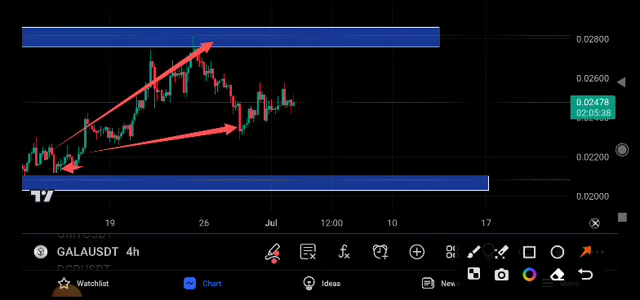 0.02800
0.02600
0.02478
02:05:38
0.02200
0.02000
19 26 Jul 12:00 10 17
GALAUSDT 4h
Watchlist Chart Ideas New Menu